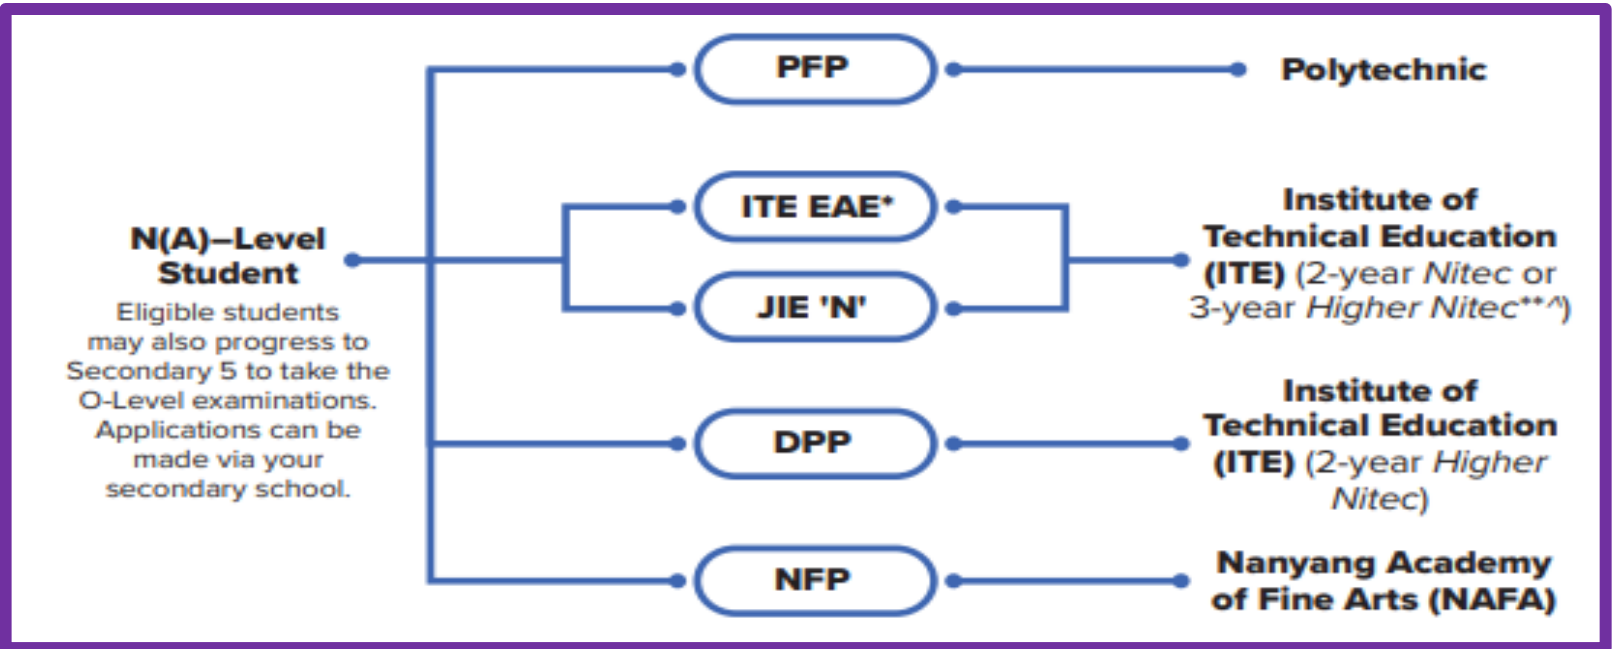 N(A)–Level
Student
Eligible students
may also progress to
Secondary 5 to take the
O-Level examinations.
Applications can be
made via your
secondary school.
PFP
Polytechnic
ITE EAE*
JIE 'N'
Institute of
Technical Education
(ITE) (2-year Nitec or
3-year Higher Nitec**^)
DPP
Institute of
Technical Education
(ITE) (2-year Higher
Nitec)
NFP
Nanyang Academy
of Fine Arts (NAFA)